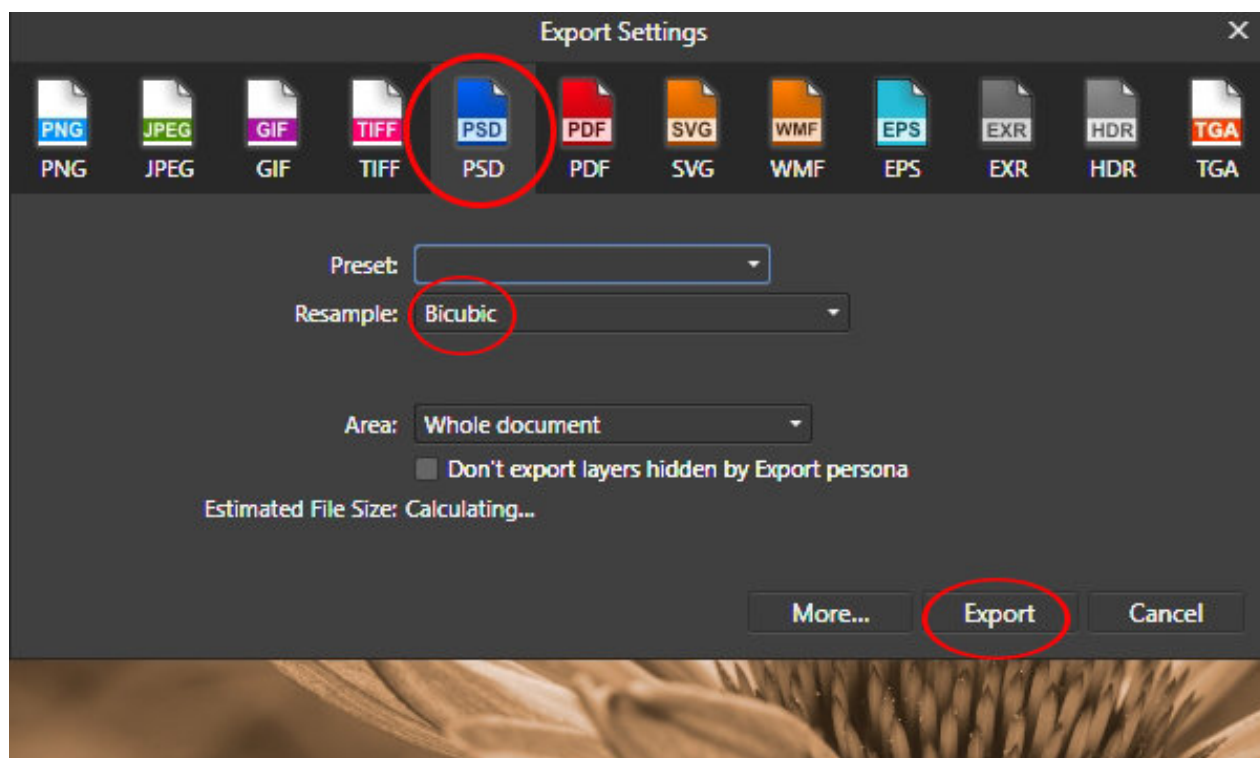 Export Settings
PNG JPEG GIF TIFF PSD PDF SVG WMF EPS EXR HDR TGA
PNG JPEG GIF TIFF PSD PDF SVG WMF EPS EXR HDR TGA
Preset:
Resample: Bicubic
Area: Whole document
Don't export layers hidden by Export persona
Estimated File Size: Calculating...
More... Export Cancel